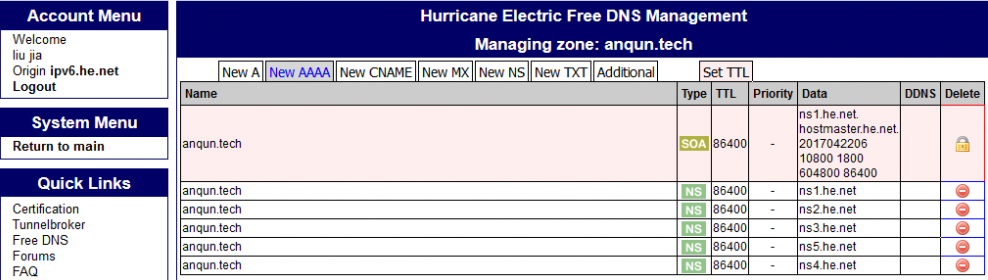 Account Menu
Welcome
liu jia
Origin ipv6.he.net
Logout
System Menu
Return to main
Quick Links
Certification
Tunnelbroker
Free DNS
Forums
FAQ
Hurricane Electric Free DNS Management
Managing zone: anqun.tech
New A New AAAA New CNAME New MX New NS New TXT Additional Set TTL
Name Type TTL Priority Data DDNS Delete
anqun.tech SOA 86400 - ns1.he.net.
hostmaster.he.net.
2017042206
10800 1800
604800 86400
anqun.tech NS 86400 - ns1.he.net
anqun.tech NS 86400 - ns2.he.net
anqun.tech NS 86400 - ns3.he.net
anqun.tech NS 86400 - ns5.he.net
anqun.tech NS 86400 - ns4.he.net